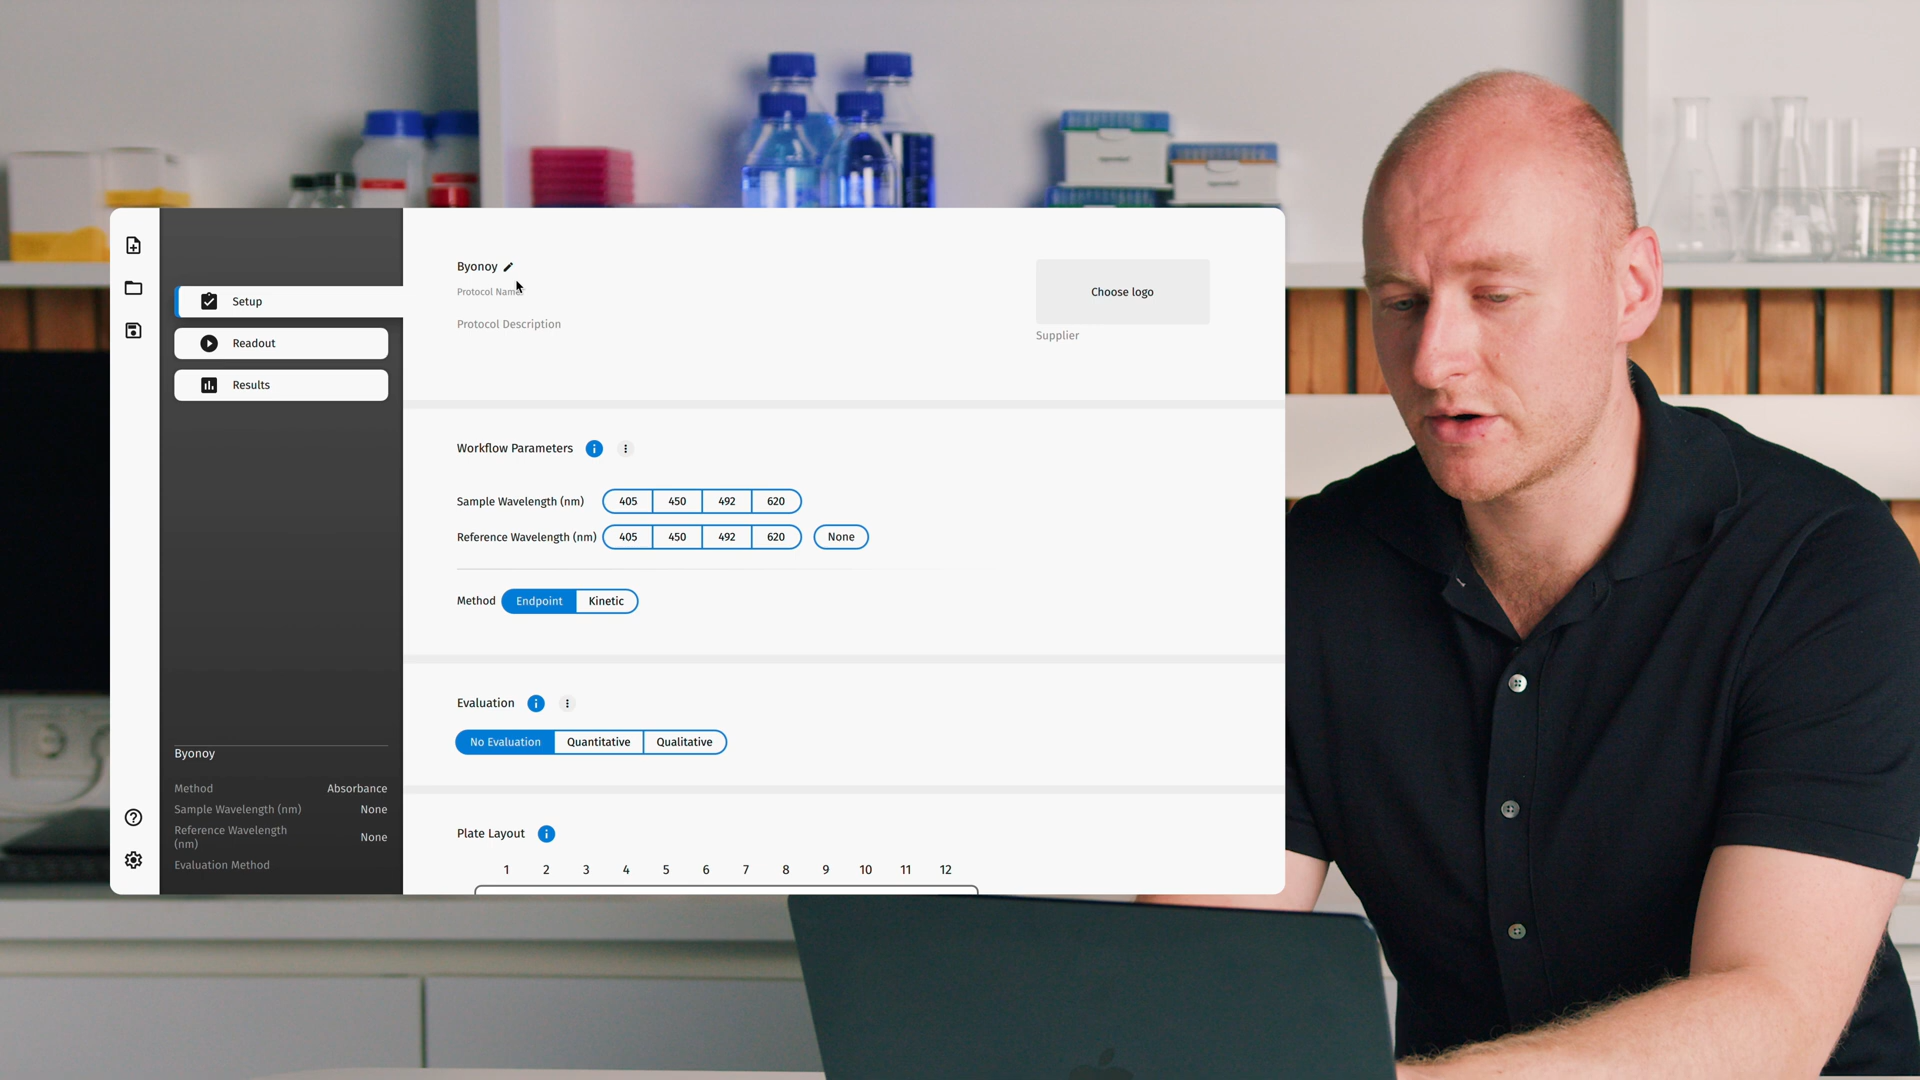 Setup
Readout
Results
Byonoy
Method Absorbance
Sample Wavelength (nm) None
Reference Wavelength (nm) None
Evaluation Method
Byonoy
Protocol Name
Protocol Description
Choose logo
Supplier
Workflow Parameters
Sample Wavelength (nm) 405 450 492 620
Reference Wavelength (nm) 405 450 492 620 None
Method Endpoint Kinetic
Evaluation
No Evaluation Quantitative Qualitative
Plate Layout
1 2 3 4 5 6 7 8 9 10 11 12